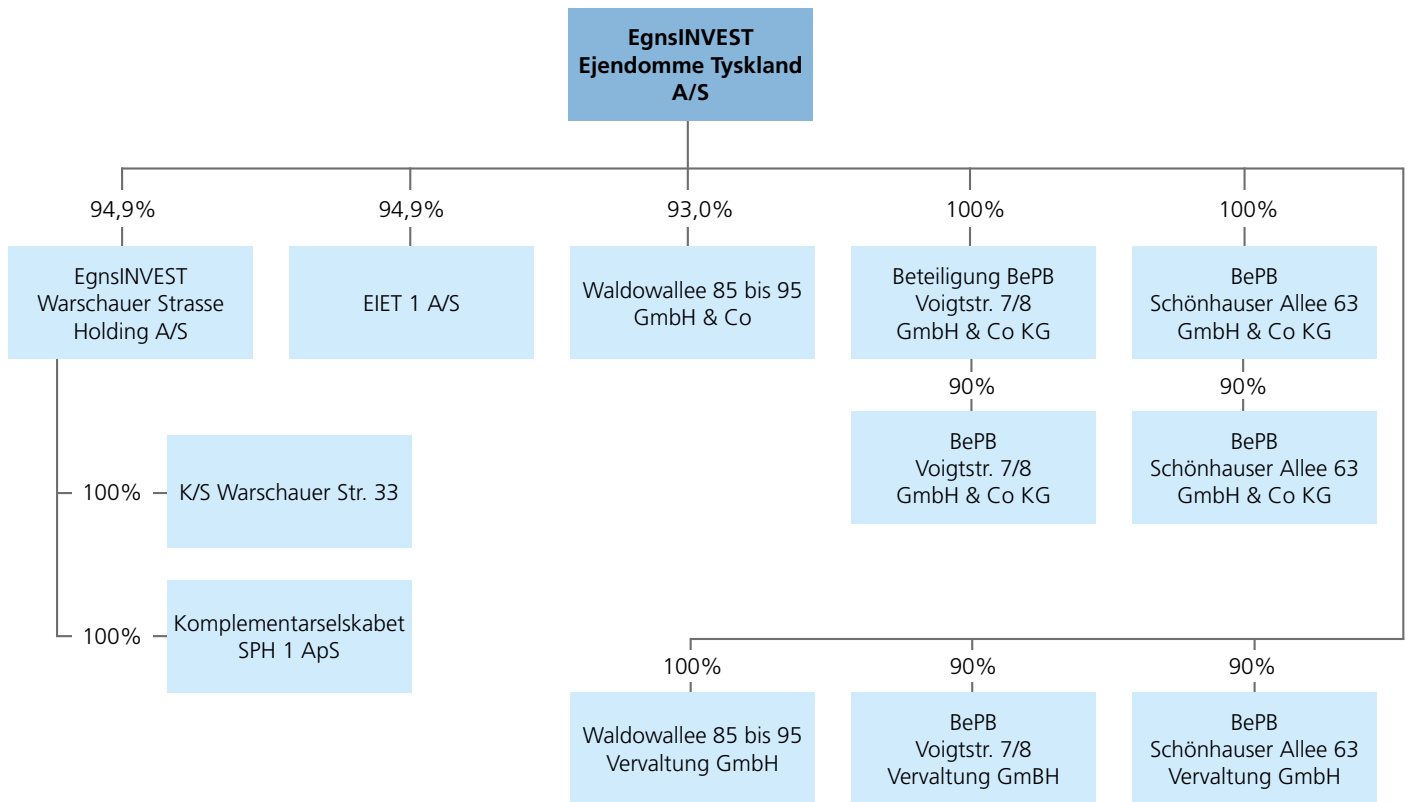 EgnsINVEST
Ejendomme Tyskland
A/S
94,9%
94,9%
93,0%
100%
100%
EgnsINVEST
Warschauer Strasse
Holding A/S
EIET 1 A/S
Waldowallee 85 bis 95
GmbH & Co
Beteiligung BePB
Voigtstr. 7/8
GmbH & Co KG
BePB
Schönhauser Allee 63
GmbH & Co KG
90%
90%
BePB
Voigtstr. 7/8
GmbH & Co KG
BePB
Schönhauser Allee 63
GmbH & Co KG
100%
K/S Warschauer Str. 33
100%
Komplementarselskabet
SPH 1 ApS
100%
90%
90%
Waldowallee 85 bis 95
Vervaltung GmbH
BePB
Voigtstr. 7/8
Vervaltung GmBH
BePB
Schönhauser Allee 63
Vervaltung GmbH